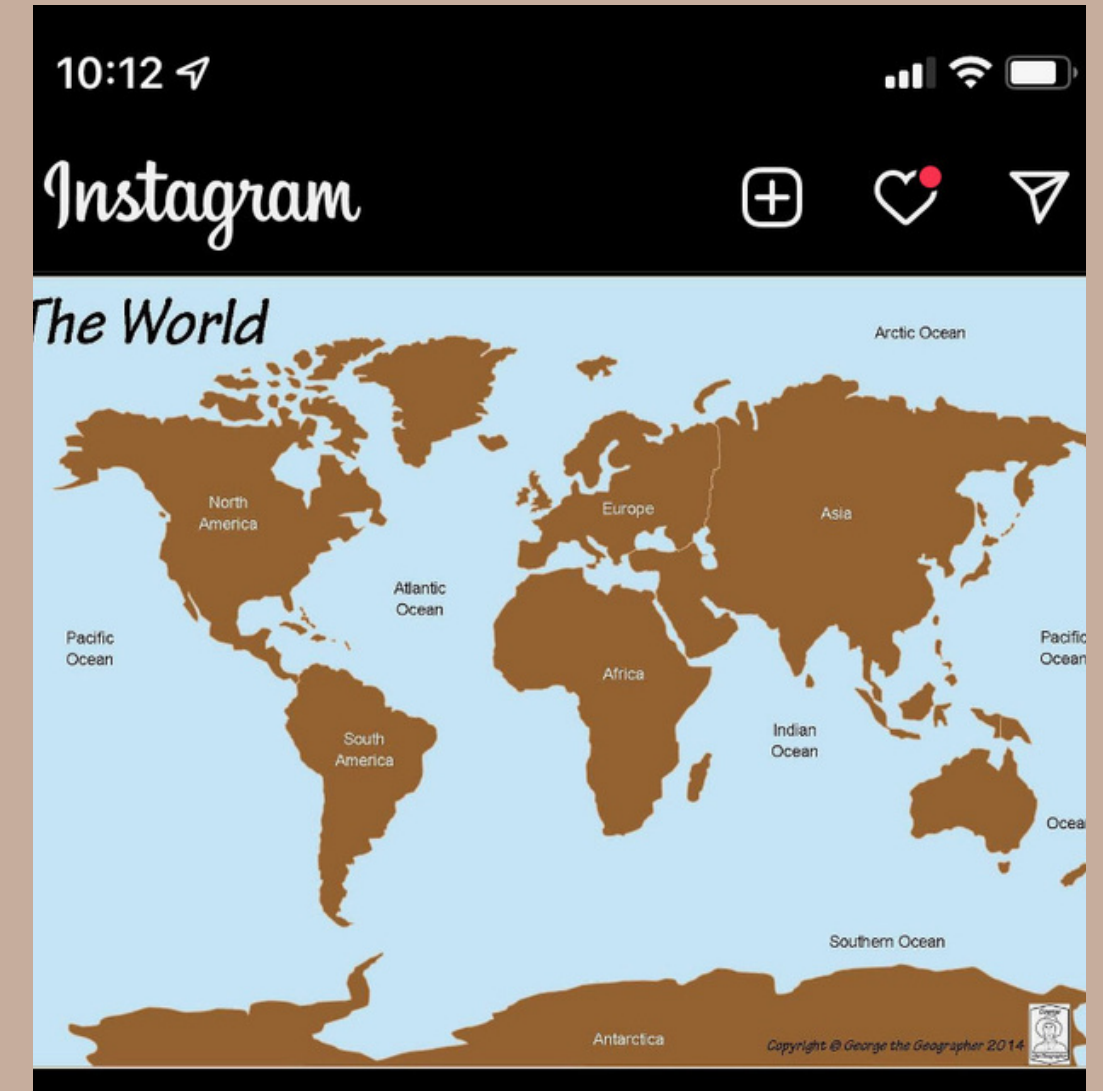 10:12
Instagram
The World
Arctic Ocean
North
America
Europe
Asia
Atlantic
Ocean
Pacific
Ocean
Pacific
Ocean
Africa
South
America
Indian
Ocean
Ocea
Southern Ocean
Antarctica
Copyright © George the Geographer 2014